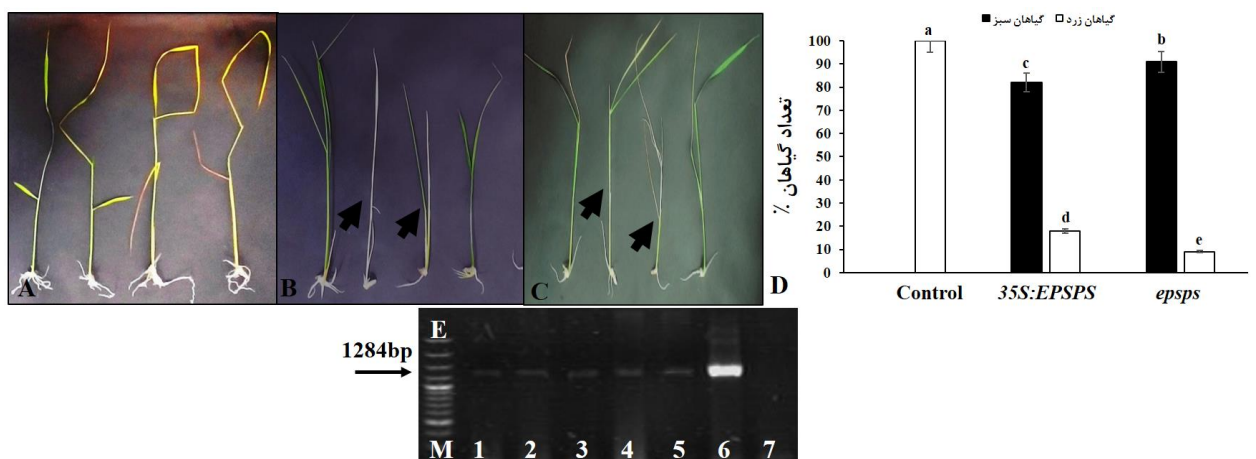 A
B
C
D
گیاهان سبز
گیاهان زرد
تعداد گیاهان %
100
90
80
70
60
50
40
30
20
10
0
a
c
d
b
e
Control
35S:EPSPS
epsps
1284bp
E
M 1 2 3 4 5 6 7